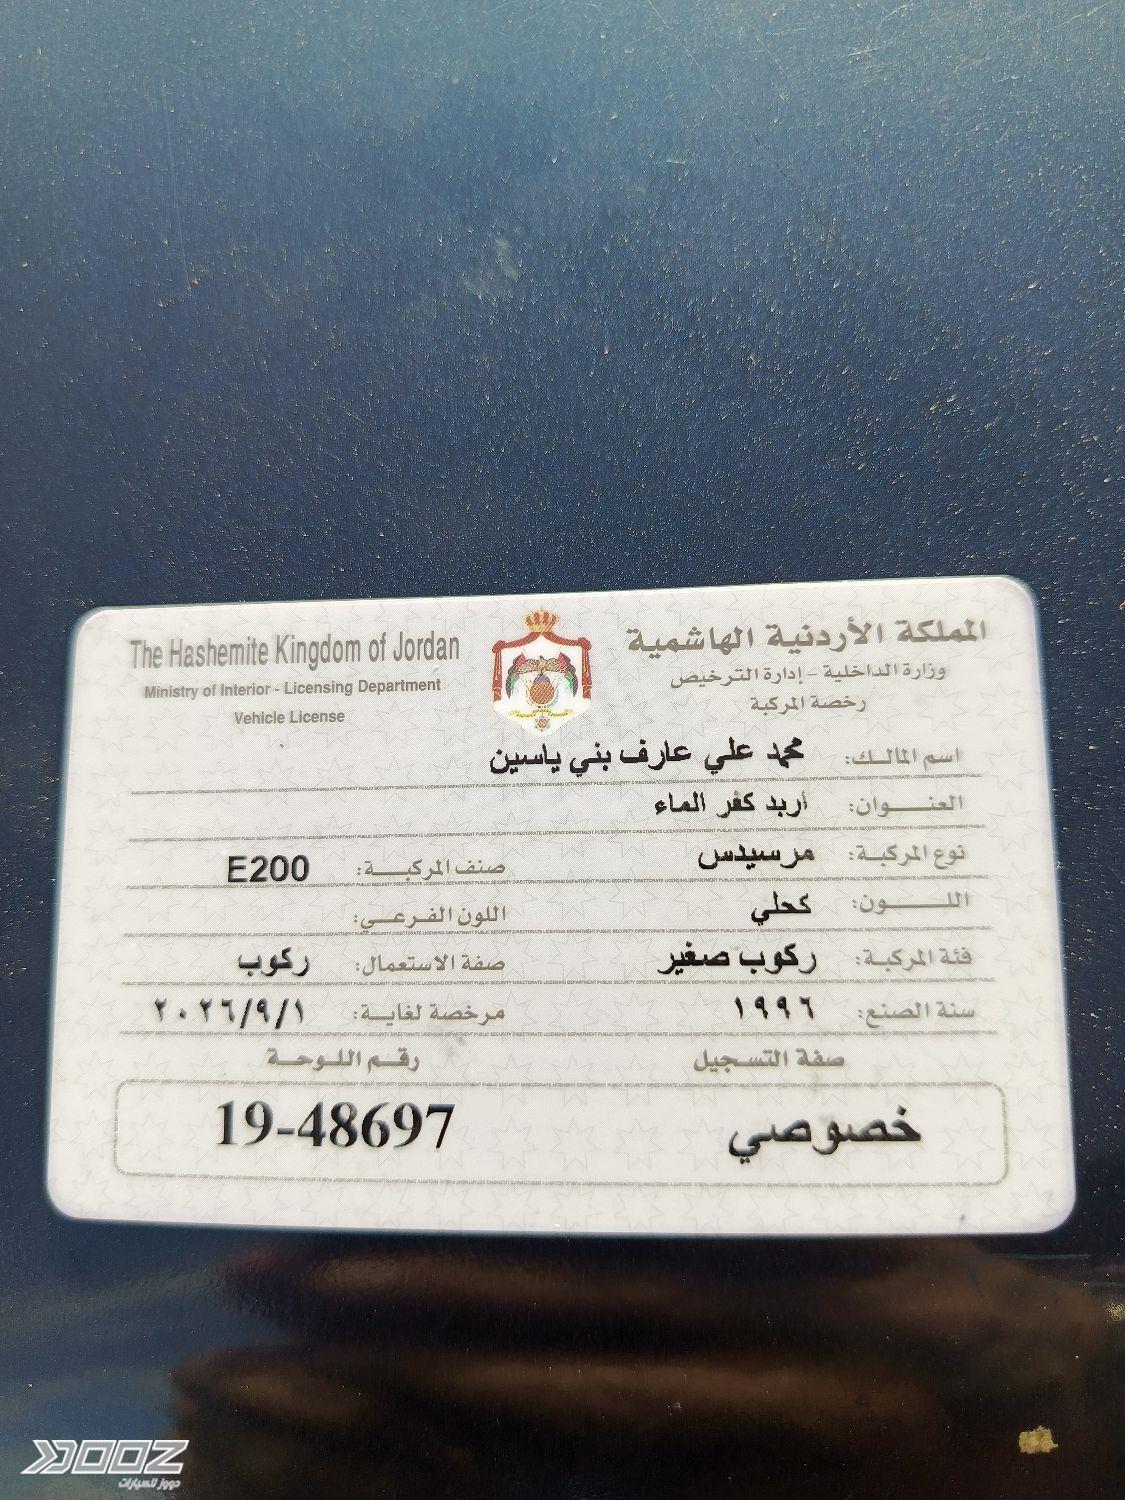 The Hashemite Kingdom of Jordan
Ministry of Interior - Licensing Department
Vehicle License
المملكة الأردنية الهاشمية
وزارة الداخلية - إدارة الترخيص
رخصة المركبة
اسم المالك: محمد علي عارف بني ياسين
العنوان: أربد كفر الماء
نوع المركبة: مرسيدس صنف المركبة: E200
اللون: كحلي اللون الفرعي:
فئة المركبة: ركوب صغير صفة الاستعمال: ركوب
سنة الصنع: ١٩٩٦ مرخصة لغاية: ٢٠٢٦/٩/١
صفة التسجيل رقم اللوحة
خصوصي 19-48697
DOOZ
دووز للسيارات